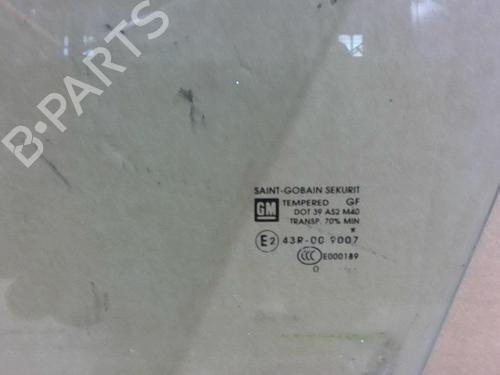 B-PARTS
SAINT-GOBAIN SEKURIT
GM TEMPERED GF
DOT 39 AS2 M40
TRANSP. 70% MIN
*
E2 43R-00 9007
CCC E000189
O